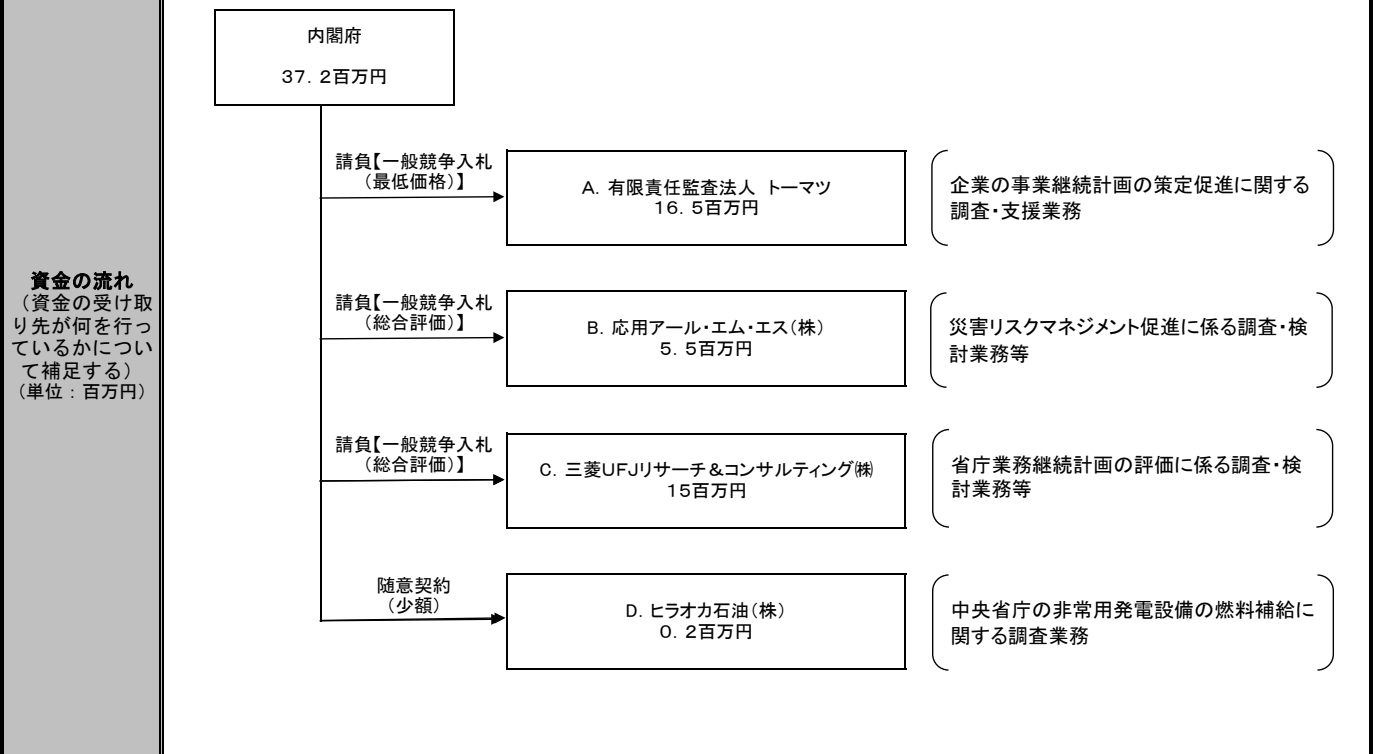 資金の流れ
（資金の受け取
り先が何を行っ
ているかについ
て補足する）
（単位：百万円）
内閣府
３７．２百万円
請負【一般競争入札
（最低価格）】
A．有限責任監査法人　トーマツ
１６．５百万円
企業の事業継続計画の策定促進に関する
調査・支援業務
請負【一般競争入札
（総合評価）】
B．応用アール・エム・エス（株）
５．５百万円
災害リスクマネジメント促進に係る調査・検
討業務等
請負【一般競争入札
（総合評価）】
C．三菱UFJリサーチ＆コンサルティング㈱
１５百万円
省庁業務継続計画の評価に係る調査・検
討業務等
随意契約
（少額）
D．ヒラオカ石油（株）
０．２百万円
中央省庁の非常用発電設備の燃料補給に
関する調査業務